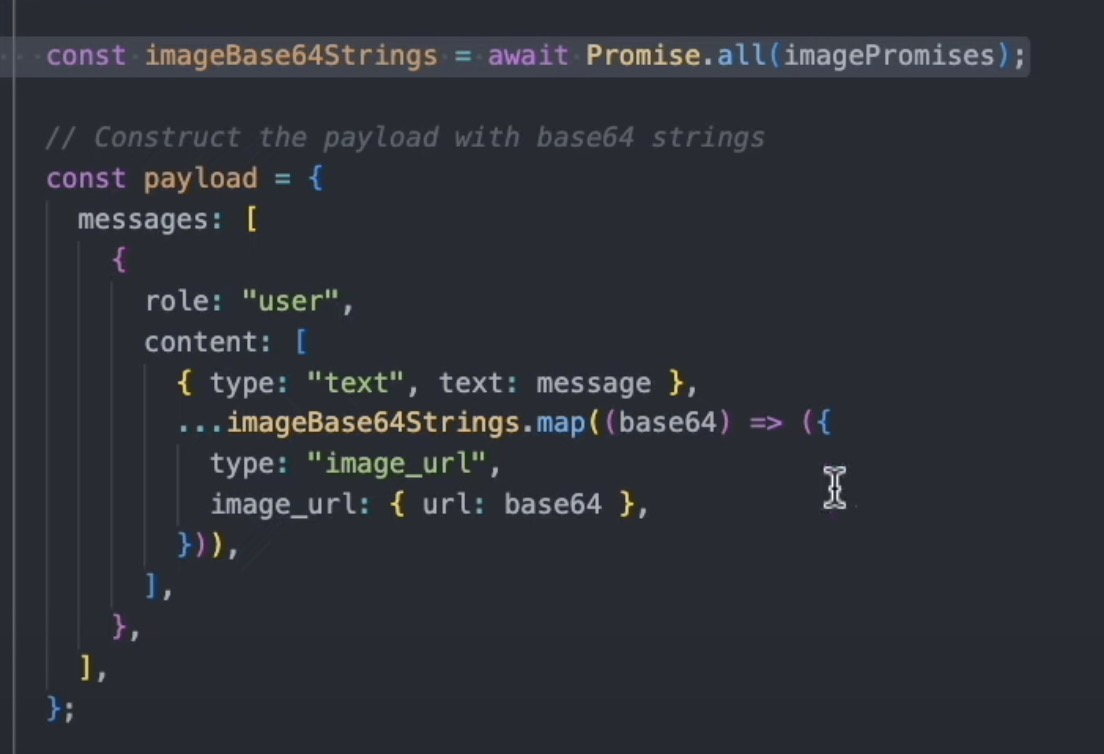 const imageBase64Strings = await Promise.all(imagePromises);
// Construct the payload with base64 strings
const payload = {
messages: [
{
role: "user",
content: [
{ type: "text", text: message },
...imageBase64Strings.map((base64) => ({
type: "image_url",
image_url: { url: base64 },
})),
],
},
],
};